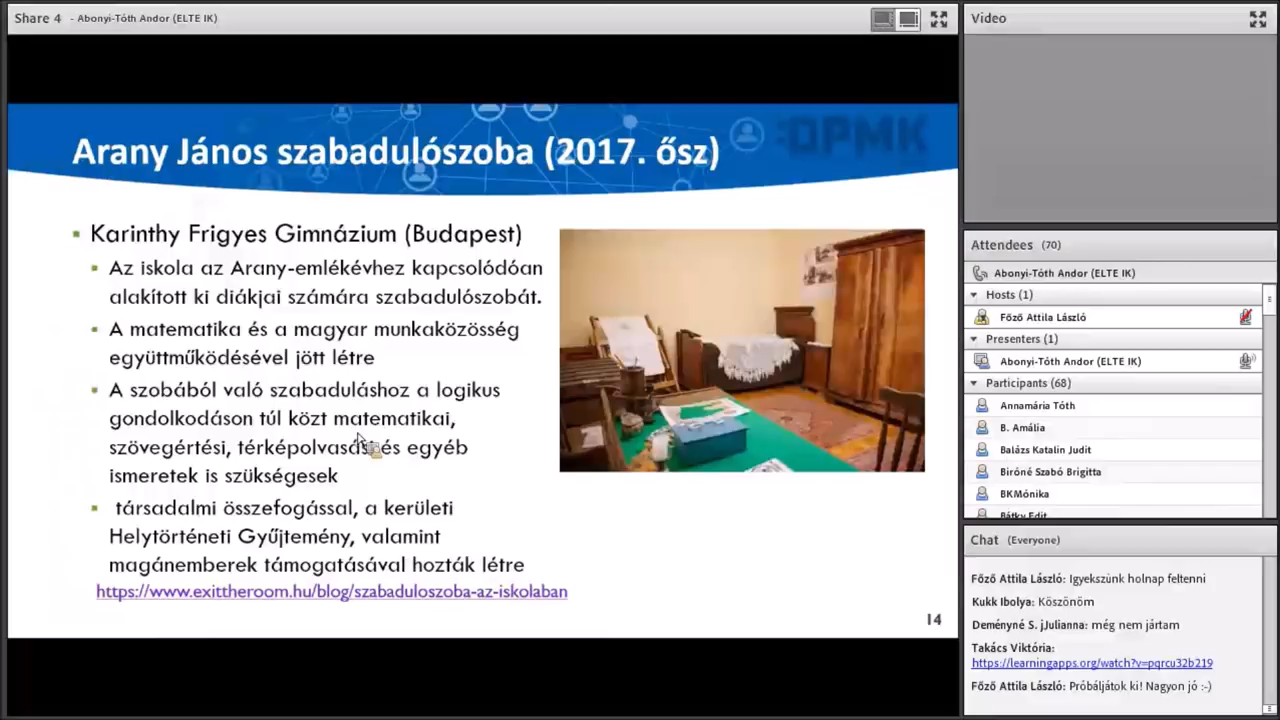 Share 4 - Abonyi-Tóth Andor (ELTE IK)
:OPMK
Arany János szabadulószoba (2017. ősz)
Karinthy Frigyes Gimnázium (Budapest)
Az iskola az Arany-emlékévhez kapcsolódóan
alakított ki diákjai számára szabadulószobát.
A matematika és a magyar munkaközösség
együttműködésével jött létre
A szobából való szabaduláshoz a logikus
gondolkodáson túl közt matematikai,
szövegértési, térképolvasás és egyéb
ismeretek is szükségesek
társadalmi összefogással, a kerületi
Helytörténeti Gyűjtemény, valamint
magánemberek támogatásával hozták létre
https://www.exittheroom.hu/blog/szabaduloszoba-az-iskolaban
14
Video
Attendees (70)
Abonyi-Tóth Andor (ELTE IK)
Hosts (1)
Főző Attila László
Presenters (1)
Abonyi-Tóth Andor (ELTE IK)
Participants (68)
Annamária Tóth
B. Amália
Balázs Katalin Judit
Biróné Szabó Brigitta
BKMónika
Bátky Edit
Chat (Everyone)
Főző Attila László: Igyekszünk holnap feltenni
Kukk Ibolya: Köszönöm
Deményné S. j,Julianna: még nem jártam
Takács Viktória:
https://learningapps.org/watch?v=pqrcu32b219
Főző Attila László: Próbáljátok ki! Nagyon jó :-)